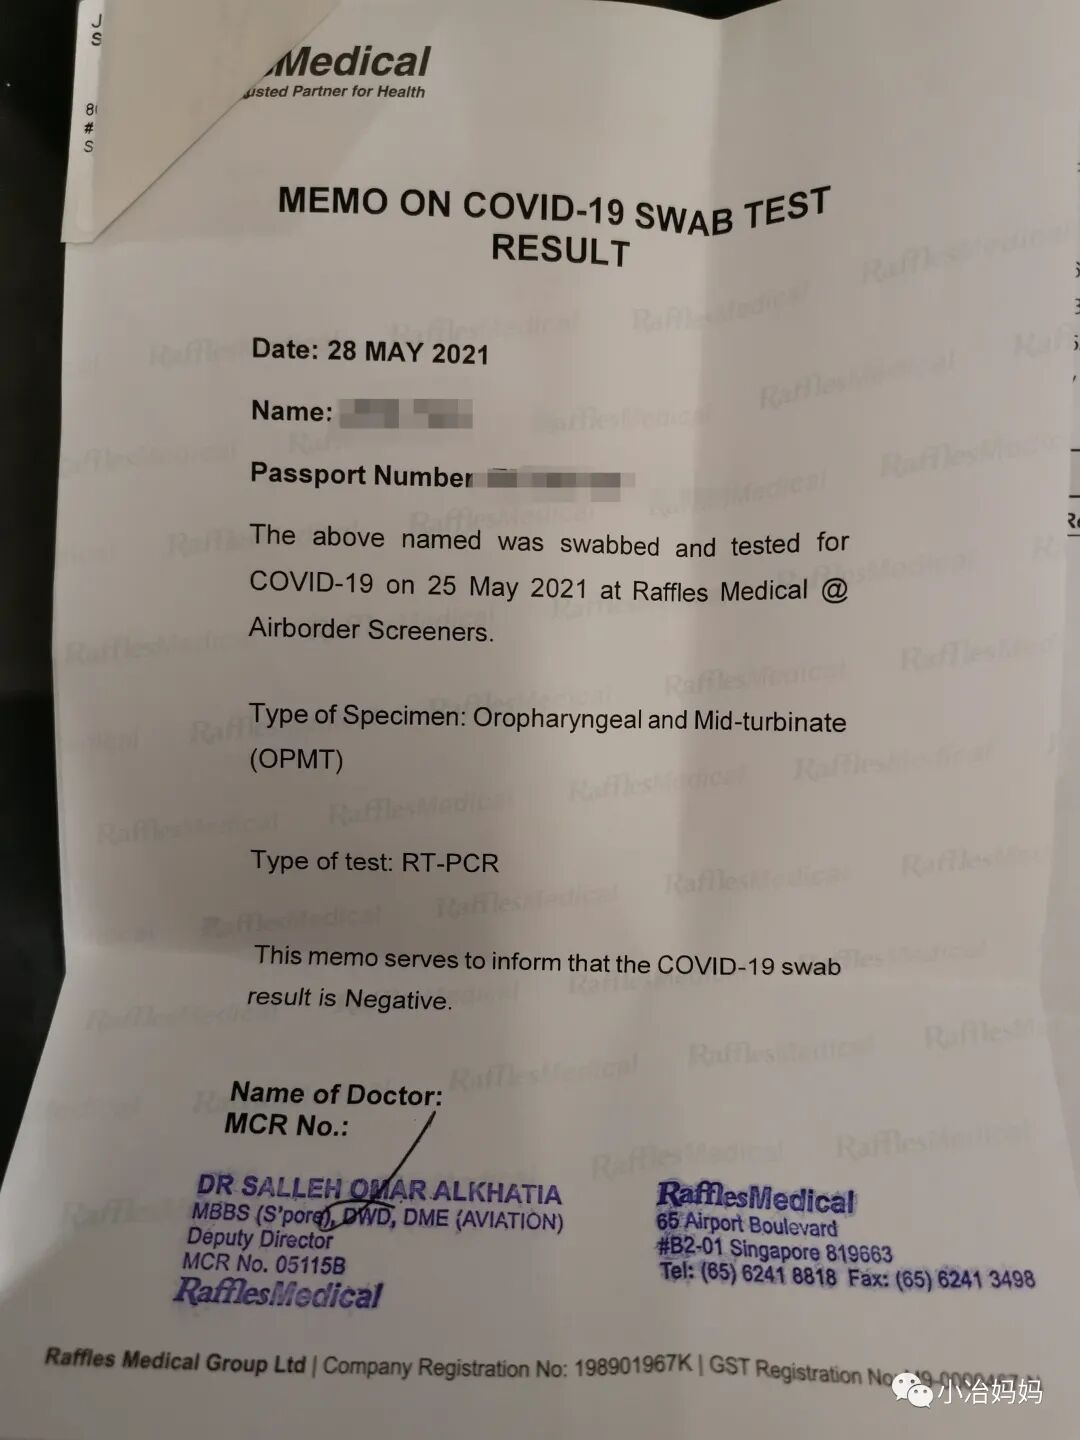 J
S
8
#
S
Medical
usted Partner for Health
MEMO ON COVID-19 SWAB TEST
RESULT
Date: 28 MAY 2021
Name:
Passport Number
The above named was swabbed and tested for
COVID-19 on 25 May 2021 at Raffles Medical @
Airborder Screeners.
Type of Specimen: Oropharyngeal and Mid-turbinate
(OPMT)
Type of test: RT-PCR
This memo serves to inform that the COVID-19 swab
result is Negative.
Name of Doctor:
MCR No.:
DR SALLEH OMAR ALKHATIA
MBBS (S'pore), DWD, DME (AVIATION)
Deputy Director
MCR No. 05115B
RafflesMedical
RafflesMedical
65 Airport Boulevard
#B2-01 Singapore 819663
Tel: (65) 6241 8818 Fax: (65) 6241 3498
Raffles Medical Group Ltd | Company Registration No: 198901967K | GST Registration No
小冶妈妈